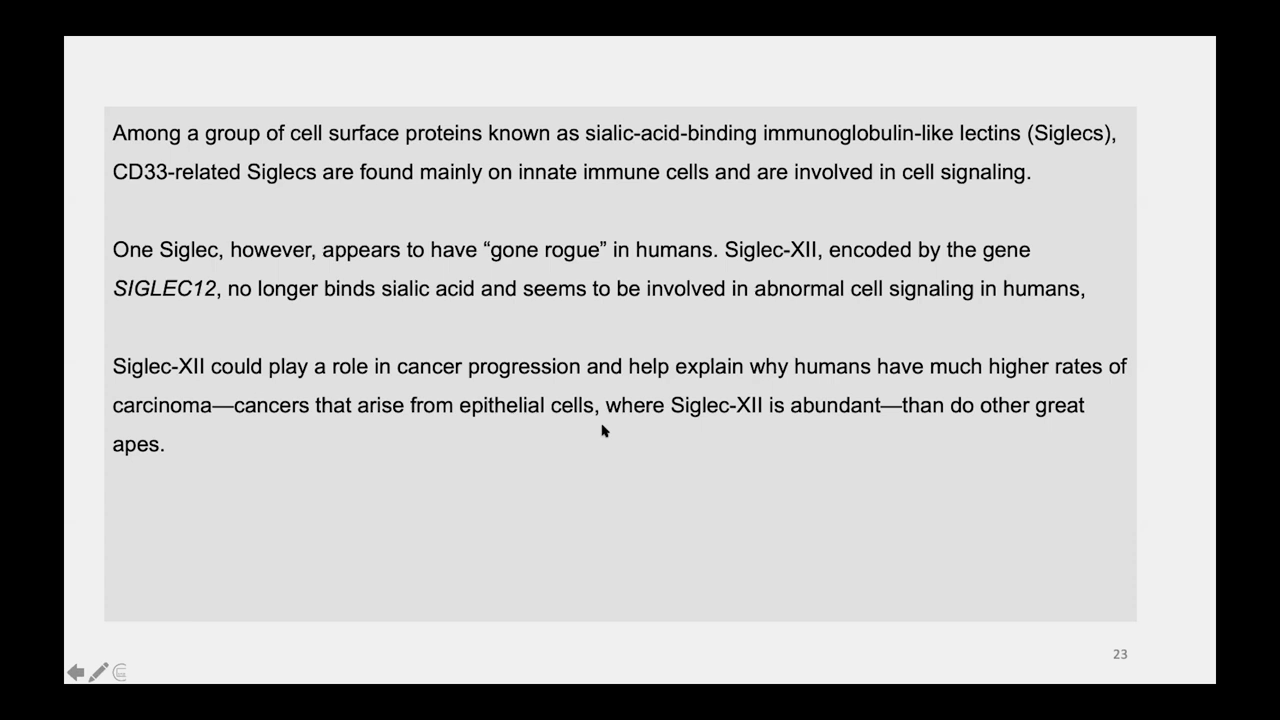 Among a group of cell surface proteins known as sialic-acid-binding immunoglobulin-like lectins (Siglecs),
CD33-related Siglecs are found mainly on innate immune cells and are involved in cell signaling.
One Siglec, however, appears to have “gone rogue” in humans. Siglec-XII, encoded by the gene
SIGLEC12, no longer binds sialic acid and seems to be involved in abnormal cell signaling in humans,
Siglec-XII could play a role in cancer progression and help explain why humans have much higher rates of
carcinoma—cancers that arise from epithelial cells, where Siglec-XII is abundant—than do other great
apes.
23